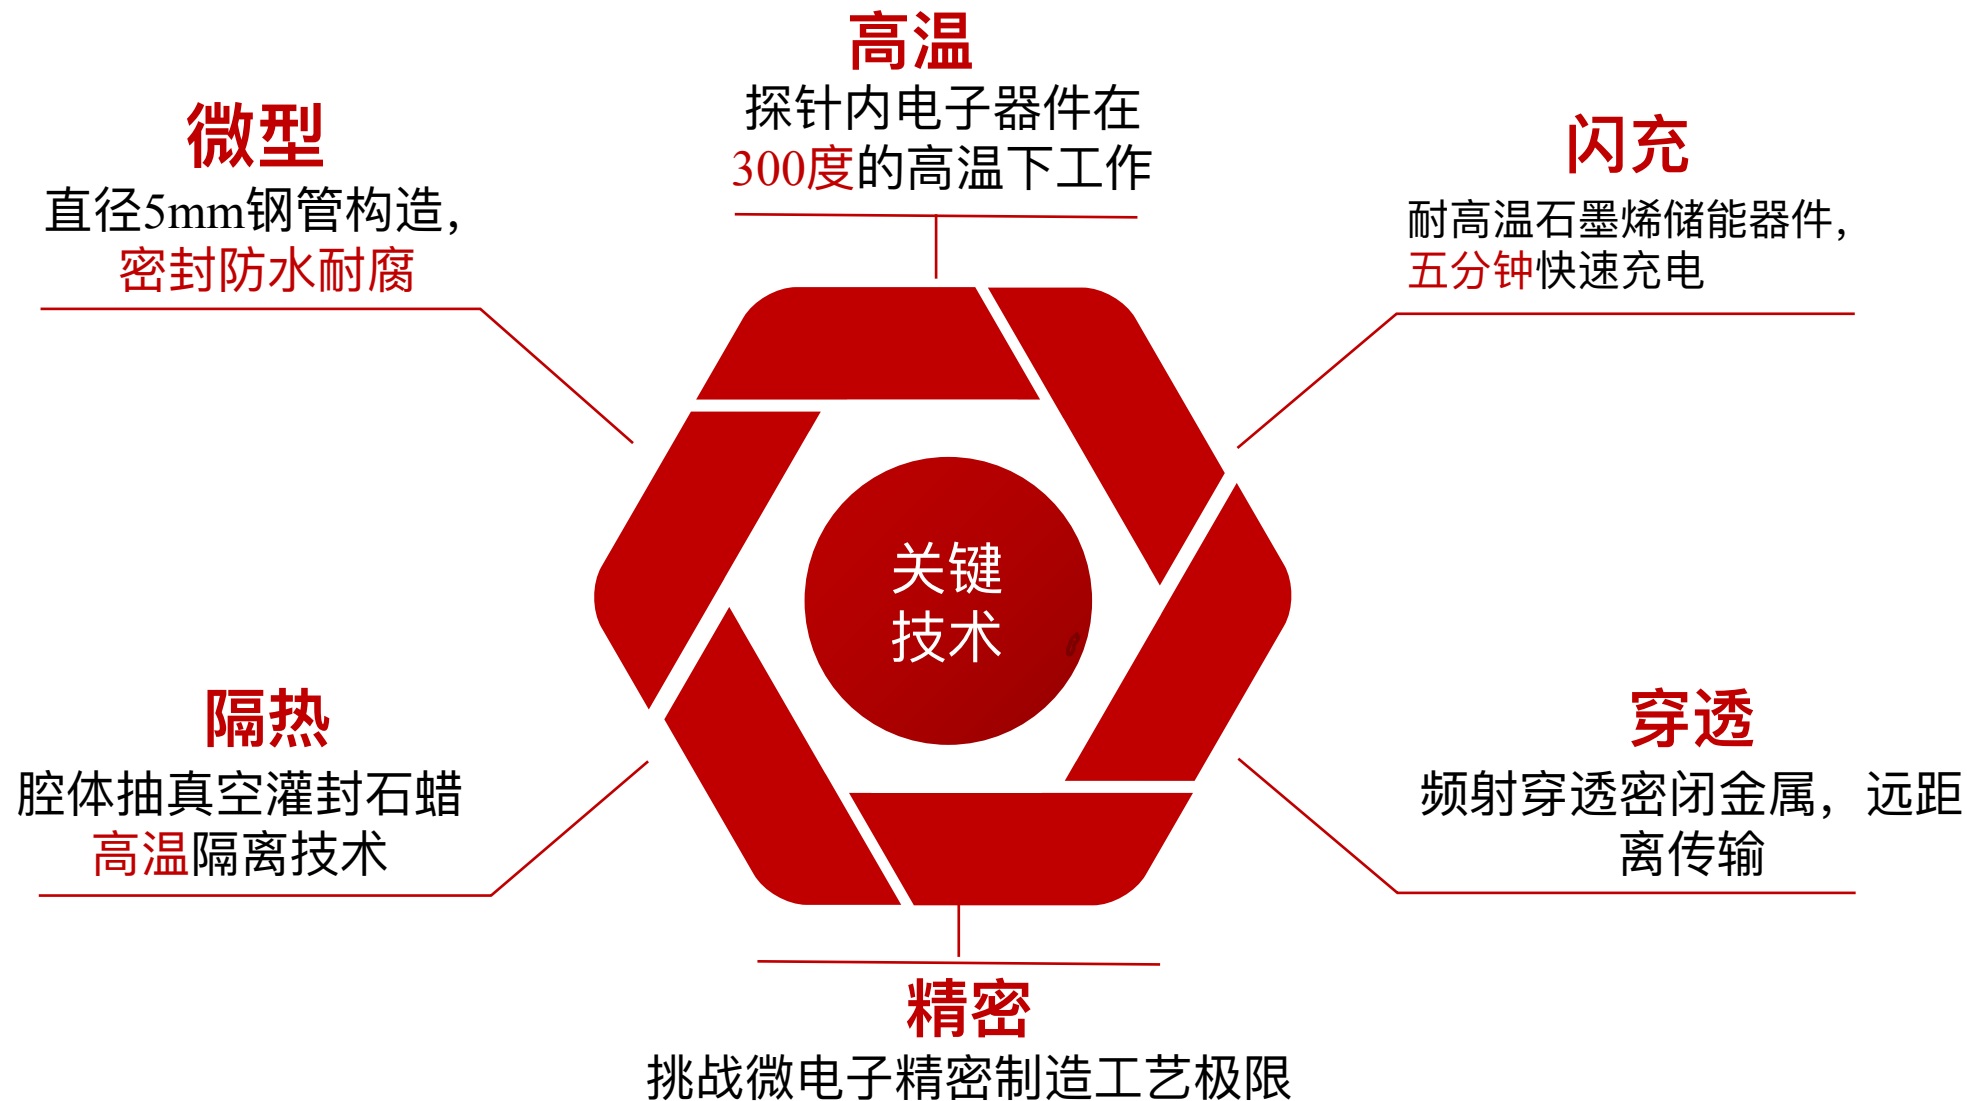 高温
探针内电子器件在
300度的高温下工作
微型
直径5mm钢管构造，
密封防水耐腐
闪充
耐高温石墨烯储能器件，
五分钟快速充电
关键
技术
隔热
腔体抽真空灌封石蜡
高温隔离技术
穿透
频射穿透密闭金属，远距
离传输
精密
挑战微电子精密制造工艺极限